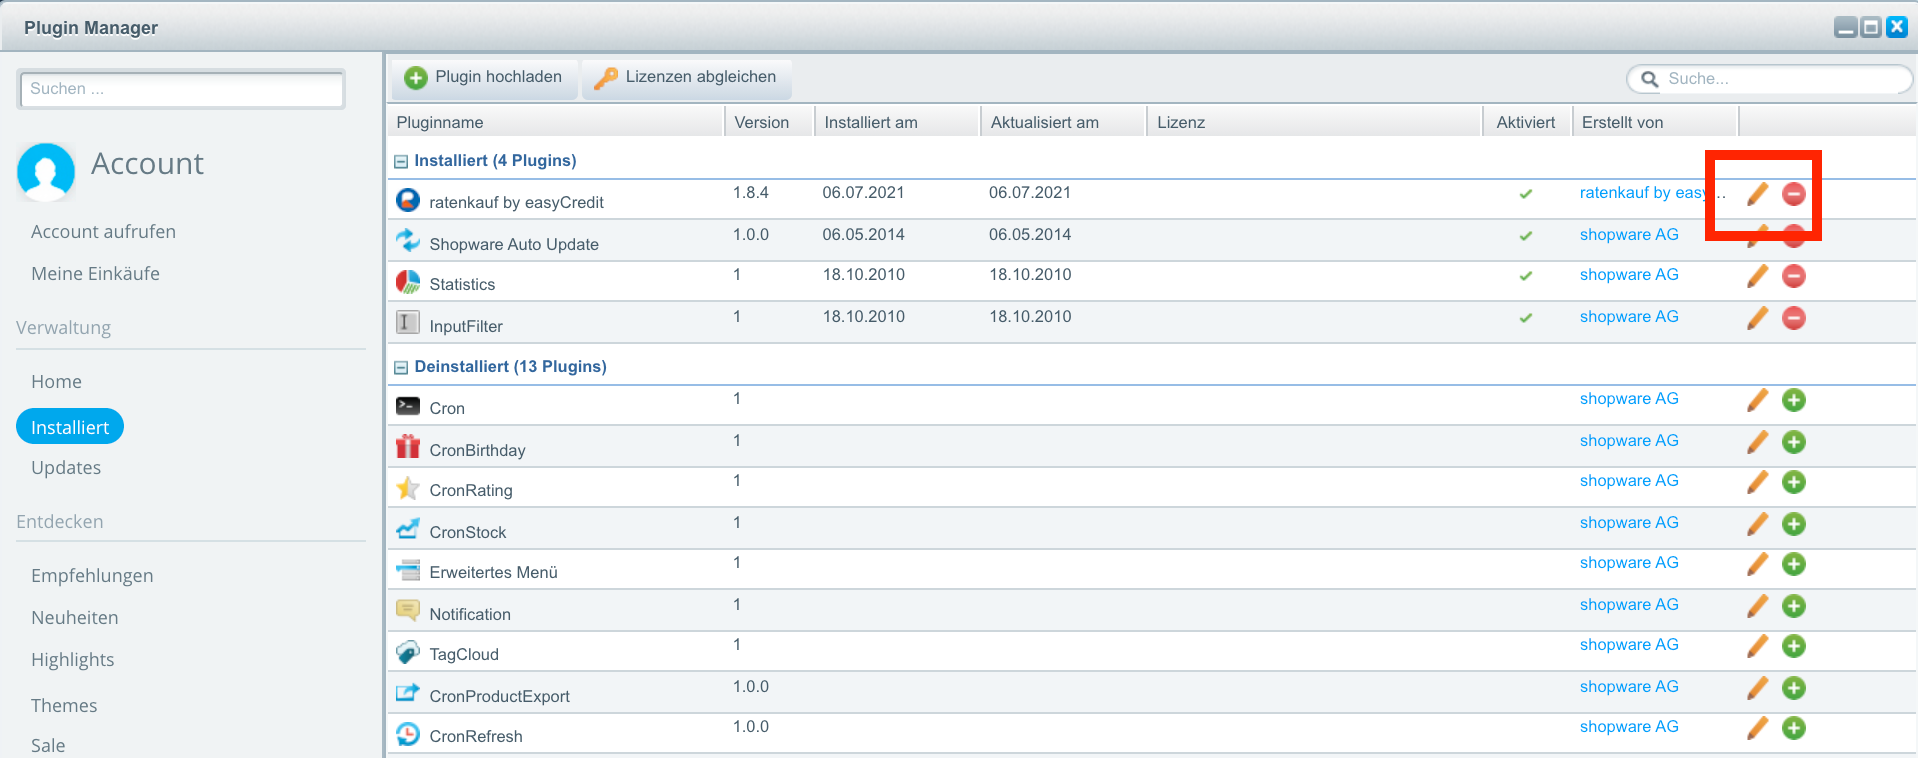 Plugin Manager
Suchen ...
Account
Account aufrufen
Meine Einkäufe
Verwaltung
Home
Installiert
Updates
Entdecken
Empfehlungen
Neuheiten
Highlights
Themes
Sale
Plugin hochladen Lizenzen abgleichen Suche...
Pluginname Version Installiert am Aktualisiert am Lizenz Aktiviert Erstellt von
Installiert (4 Plugins)
ratenkauf by easyCredit 1.8.4 06.07.2021 06.07.2021 ratenkauf by easy...
Shopware Auto Update 1.0.0 06.05.2014 06.05.2014 shopware AG
Statistics 1 18.10.2010 18.10.2010 shopware AG
InputFilter 1 18.10.2010 18.10.2010 shopware AG
Deinstalliert (13 Plugins)
Cron 1 shopware AG
CronBirthday 1 shopware AG
CronRating 1 shopware AG
CronStock 1 shopware AG
Erweitertes Menü 1 shopware AG
Notification 1 shopware AG
TagCloud 1 shopware AG
CronProductExport 1.0.0 shopware AG
CronRefresh 1.0.0 shopware AG